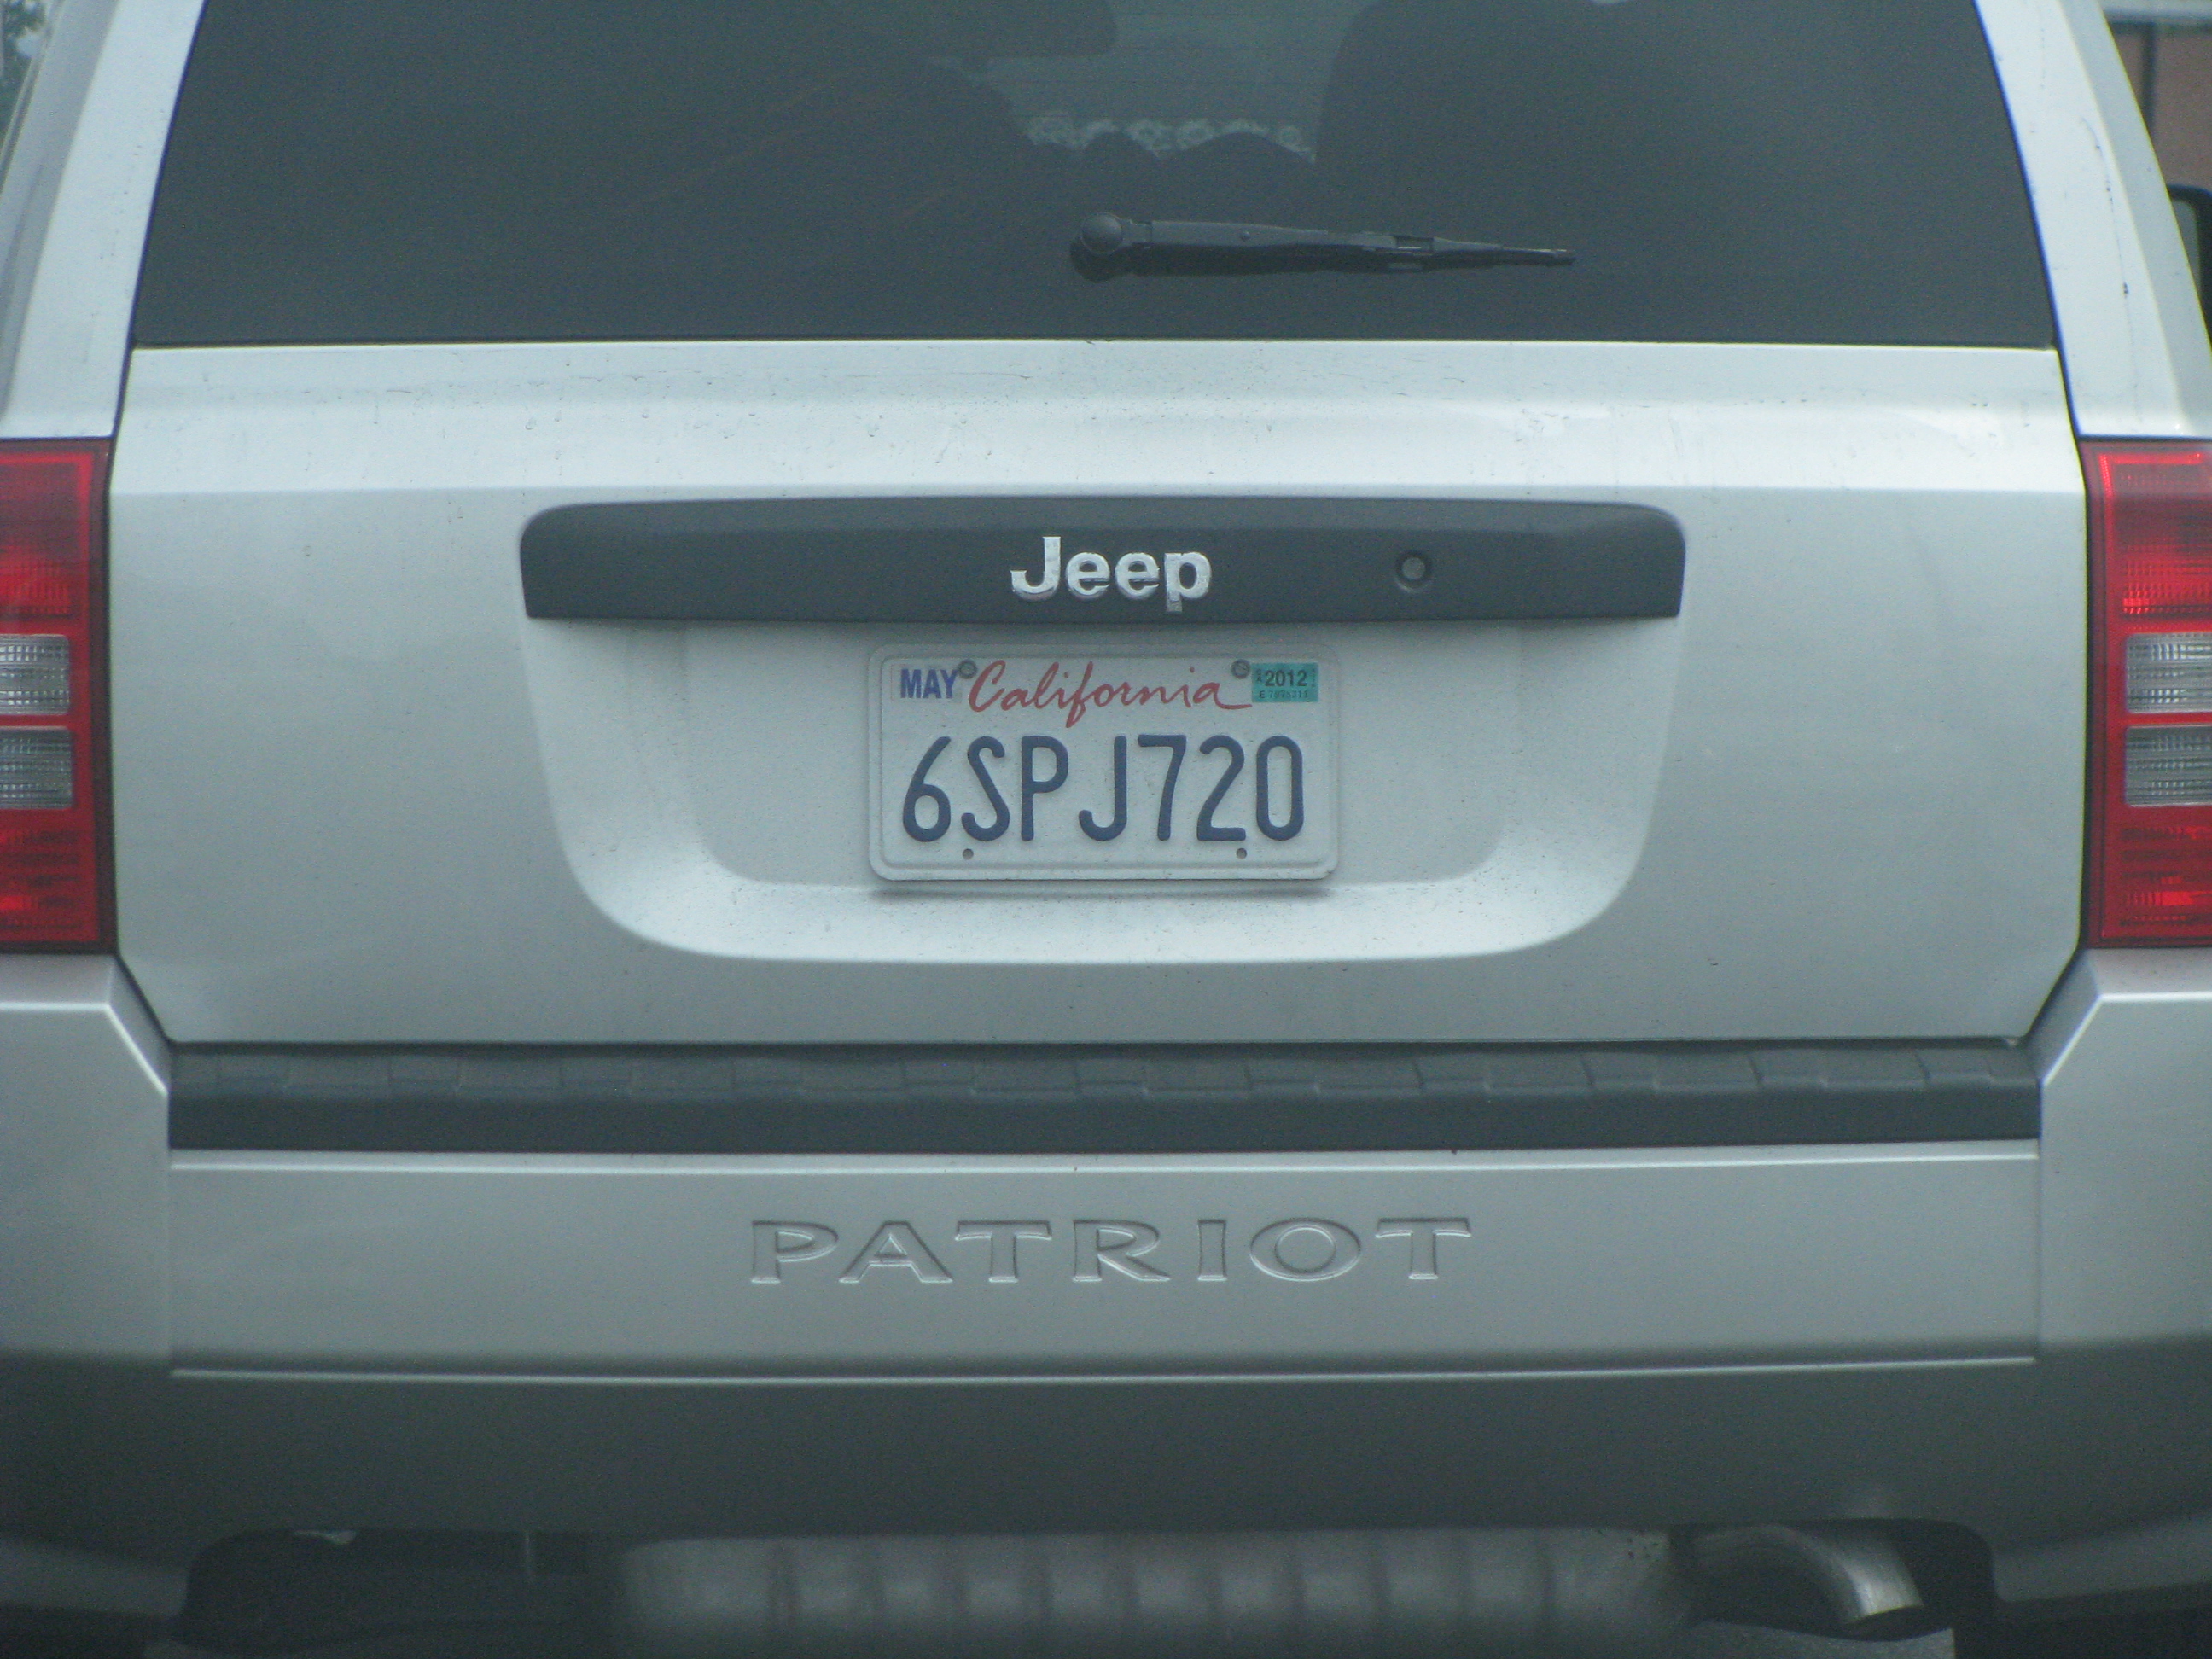 Jeep
MAY California 2012
6SPJ720
PATRIOT